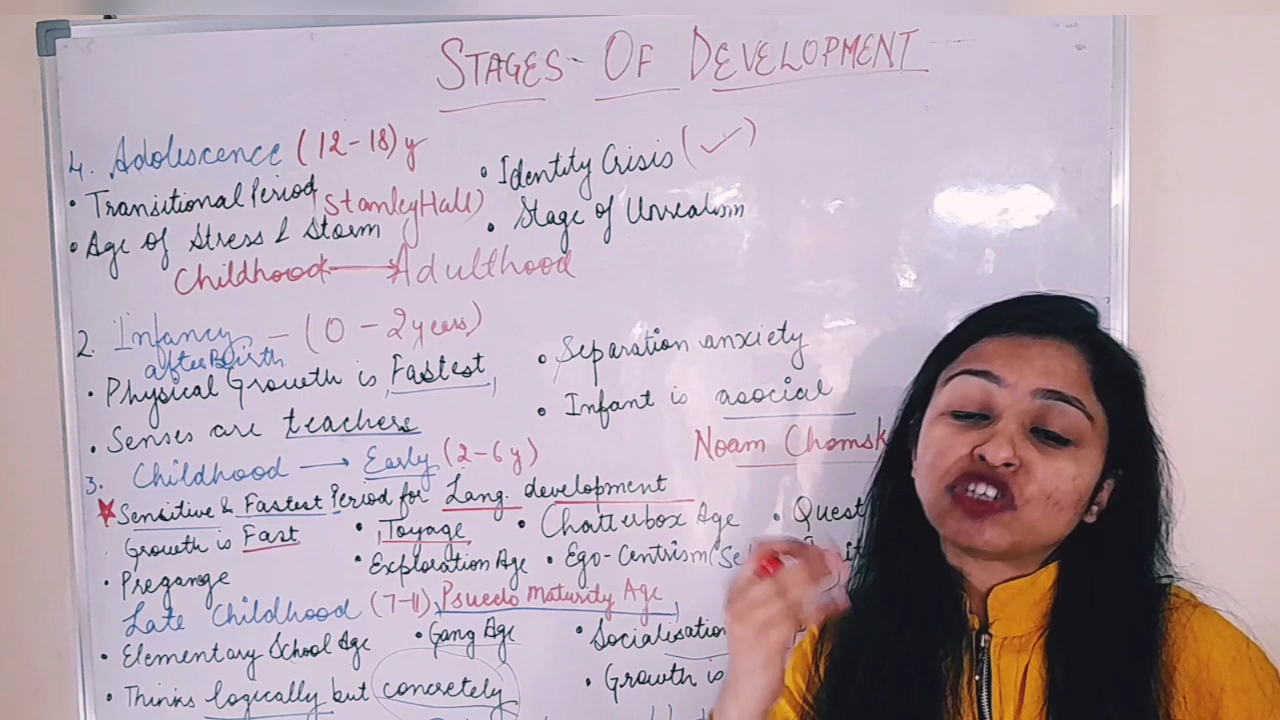 STAGES OF DEVELOPMENT
4. Adolescence (12-18) y
• Transitional Period
• Identity Crisis (✓)
Stanley Hall)
• Age of Stress & Storm
• Stage of Unrealism
Childhood → Adulthood
2. Infancy - (0 - 2 years)
after Birth
• Physical Growth is Fastest
• Separation anxiety
• Senses are teachers
• Infant is asocial
Noam Chomsk
3. Childhood → Early (2-6 y)
★ Sensitive & Fastest Period for Lang. development
Growth is Fast
• Toyage
• Chatterbox Age
• Quest
• Pregange
• Exploration Age
• Ego-Centrism (Se
Late Childhood (7-11) Psuedo Maturity Age
• Elementary School Age
• Gang Age
• Socialisation
• Thinks logically but concretely
• Growth is